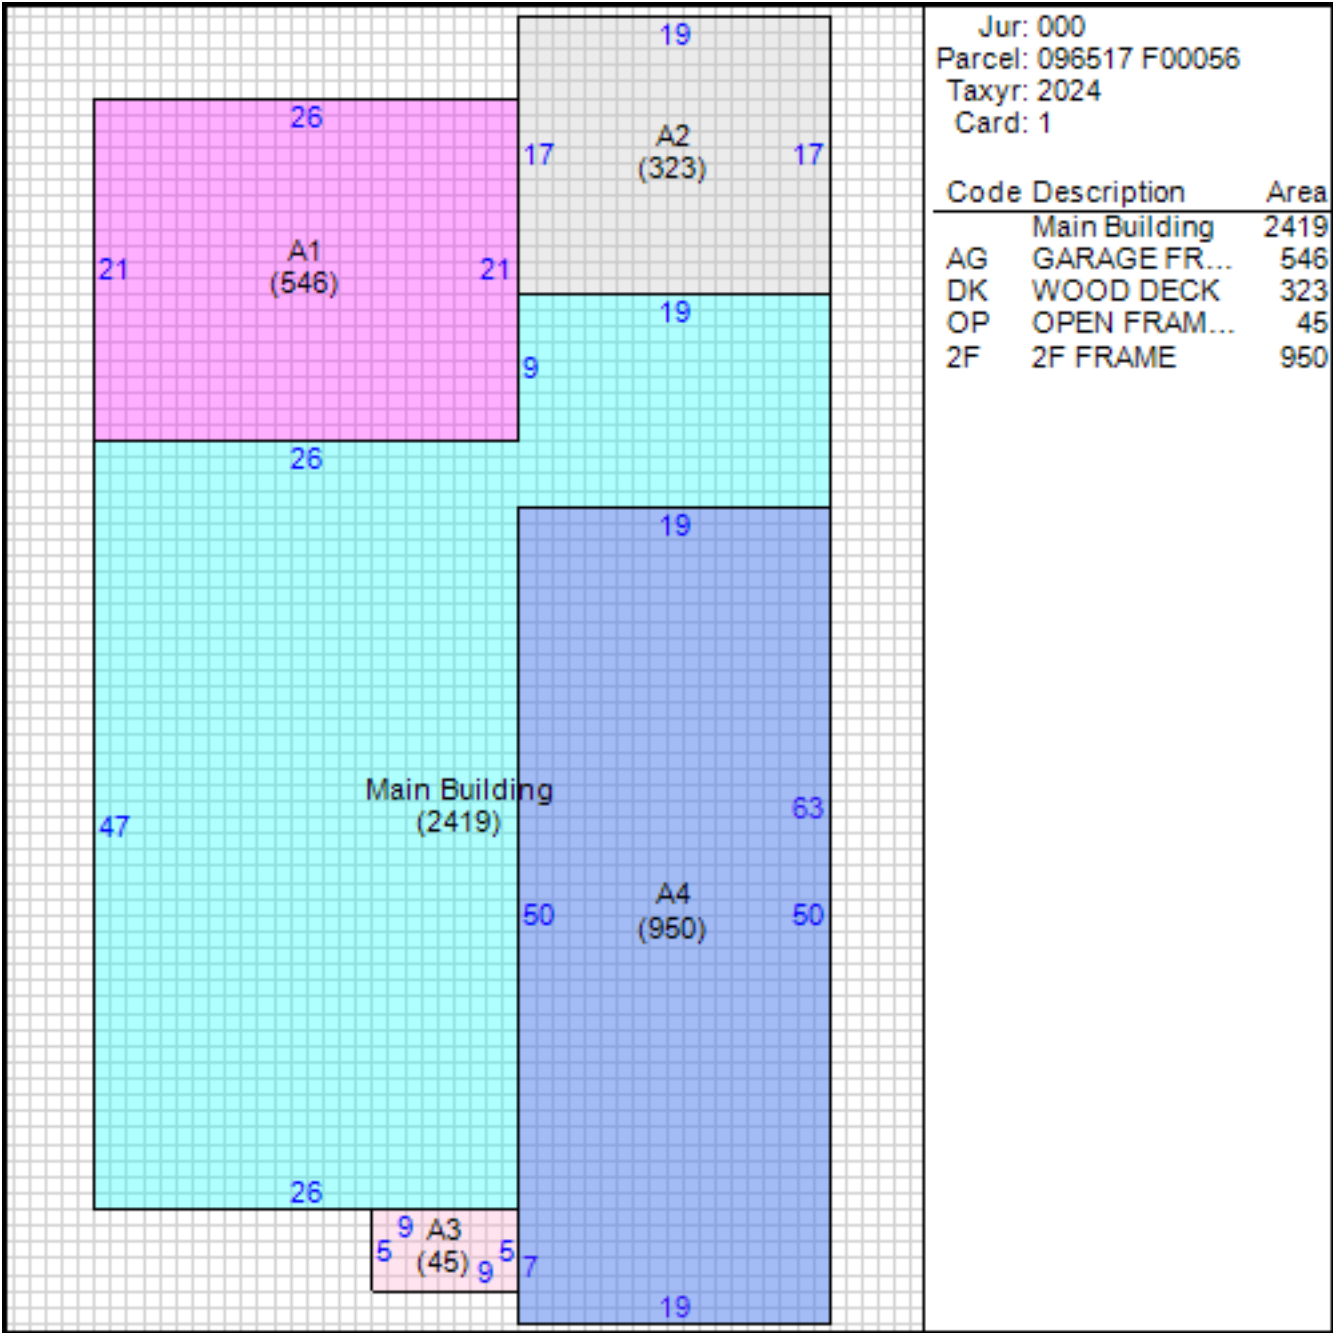 19
26
A2
(323)
17
17
A1
(546)
21
21
19
9
26
19
Main Building
(2419)
47
63
A4
(950)
50
50
26
9
A3
5
(45)
5
9
7
19
Jur: 000
Parcel: 096517 F00056
Taxyr: 2024
Card: 1
Code Description Area
Main Building 2419
AG GARAGE FR... 546
DK WOOD DECK 323
OP OPEN FRAM... 45
2F 2F FRAME 950